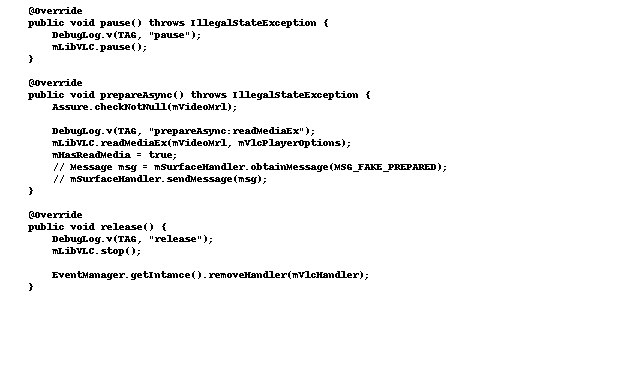 @Override
public void pause() throws IllegalStateException {
    DebugLog.v(TAG, "pause");
    mLibVLC.pause();
}

@Override
public void prepareAsync() throws IllegalStateException {
    Assure.checkNotNull(mVideoMrl);

    DebugLog.v(TAG, "prepareAsync:readMediaEx");
    mLibVLC.readMediaEx(mVideoMrl, mVlcPlayerOptions);
    mHasReadMedia = true;
    // Message msg = mSurfaceHandler.obtainMessage(MSG_FAKE_PREPARED);
    // mSurfaceHandler.sendMessage(msg);
}

@Override
public void release() {
    DebugLog.v(TAG, "release");
    mLibVLC.stop();

    EventManager.getIntance().removeHandler(mVlcHandler);
}